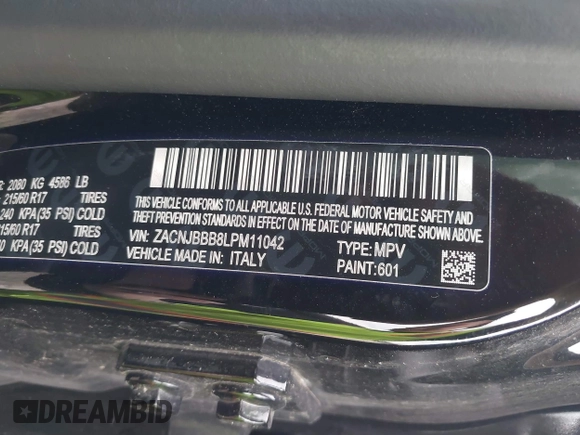 2080 KG 4586 LB
215/60 R17 TIRES
240 KPA(35 PSI) COLD
215/60 R17 TIRES
KPA(35 PSI) COLD
THIS VEHICLE CONFORMS TO ALL APPLICABLE U.S. FEDERAL MOTOR VEHICLE SAFETY AND
THEFT PREVENTION STANDARDS IN EFFECT ON THE DATE OF MANUFACTURE SHOWN ABOVE.
VIN: ZACNJBBB8LPM11042 TYPE: MPV
VEHICLE MADE IN: ITALY PAINT:601
DREAMBID